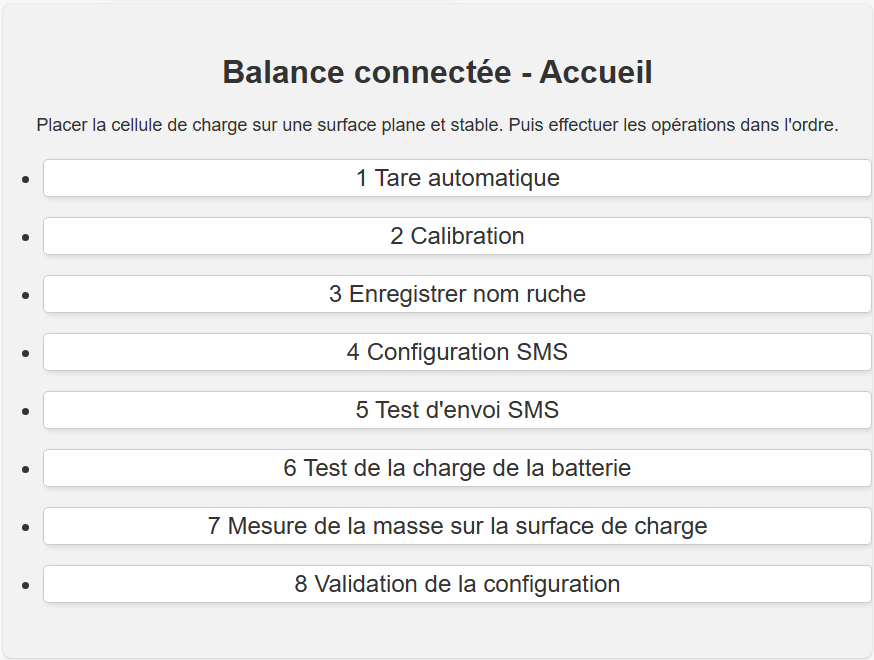 Balance connectée - Accueil
Placer la cellule de charge sur une surface plane et stable. Puis effectuer les opérations dans l'ordre.
1 Tare automatique
2 Calibration
3 Enregistrer nom ruche
4 Configuration SMS
5 Test d'envoi SMS
6 Test de la charge de la batterie
7 Mesure de la masse sur la surface de charge
8 Validation de la configuration